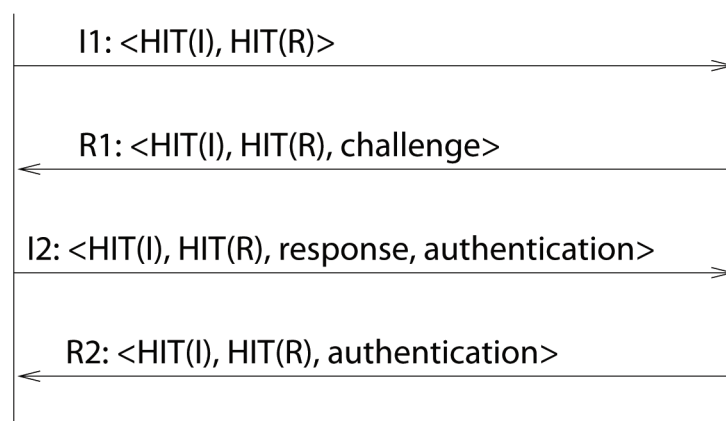 I1: <HIT(I), HIT(R)>
R1: <HIT(I), HIT(R), challenge>
I2: <HIT(I), HIT(R), response, authentication>
R2: <HIT(I), HIT(R), authentication>